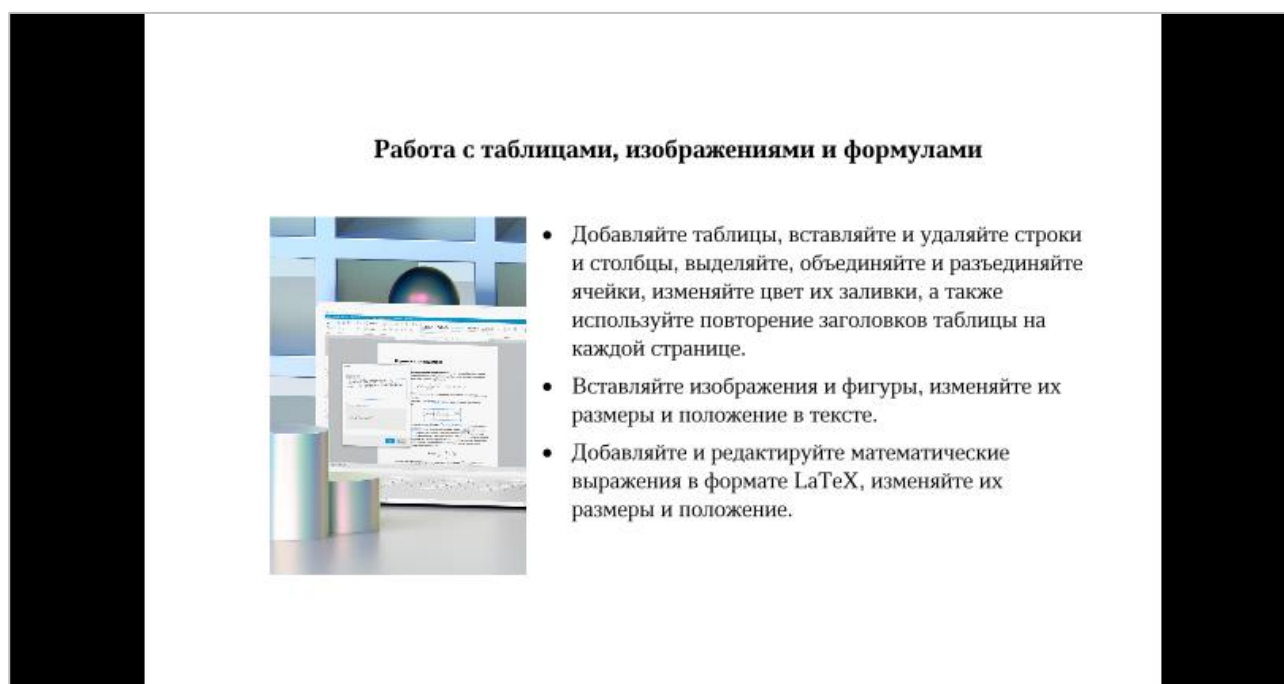 Работа с таблицами, изображениями и формулами
• Добавляйте таблицы, вставляйте и удаляйте строки
и столбцы, выделяйте, объединяйте и разъединяйте
ячейки, изменяйте цвет их заливки, а также
используйте повторение заголовков таблицы на
каждой странице.
• Вставляйте изображения и фигуры, изменяйте их
размеры и положение в тексте.
• Добавляйте и редактируйте математические
выражения в формате LaTeX, изменяйте их
размеры и положение.